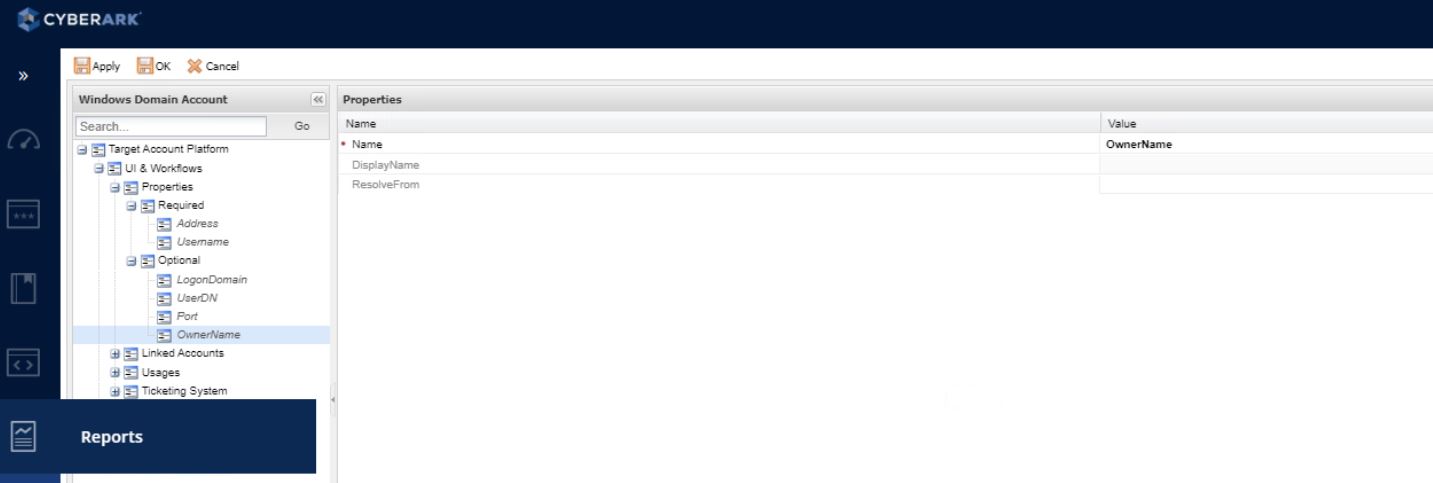 CYBERARK
»
Apply OK Cancel
Windows Domain Account «
Properties
Search... Go
Name Value
Target Account Platform
* Name OwnerName
UI & Workflows
DisplayName
Properties
ResolveFrom
Required
Address
Username
Optional
LogonDomain
UserDN
Port
OwnerName
Linked Accounts
Usages
Ticketing System
Reports